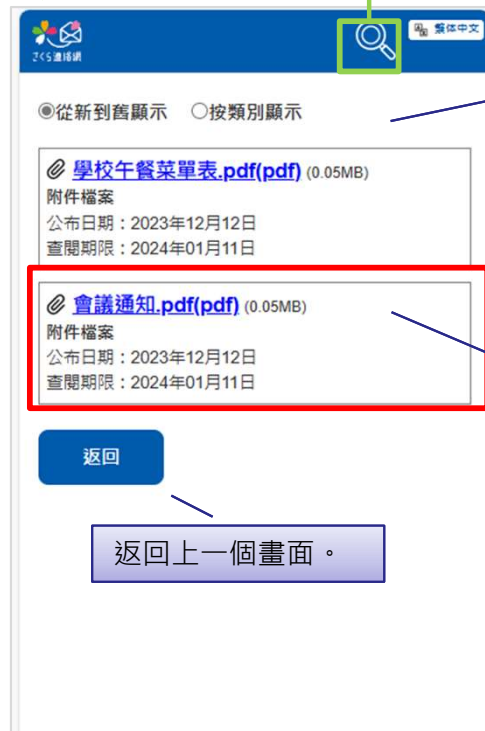 さくら連絡網
繁体中文
從新到舊顯示 按類別顯示
學校午餐菜單表.pdf(pdf) (0.05MB)
附件檔案
公布日期：2023年12月12日
查閱期限：2024年01月11日
會議通知.pdf(pdf) (0.05MB)
附件檔案
公布日期：2023年12月12日
查閱期限：2024年01月11日
返回
返回上一個畫面。